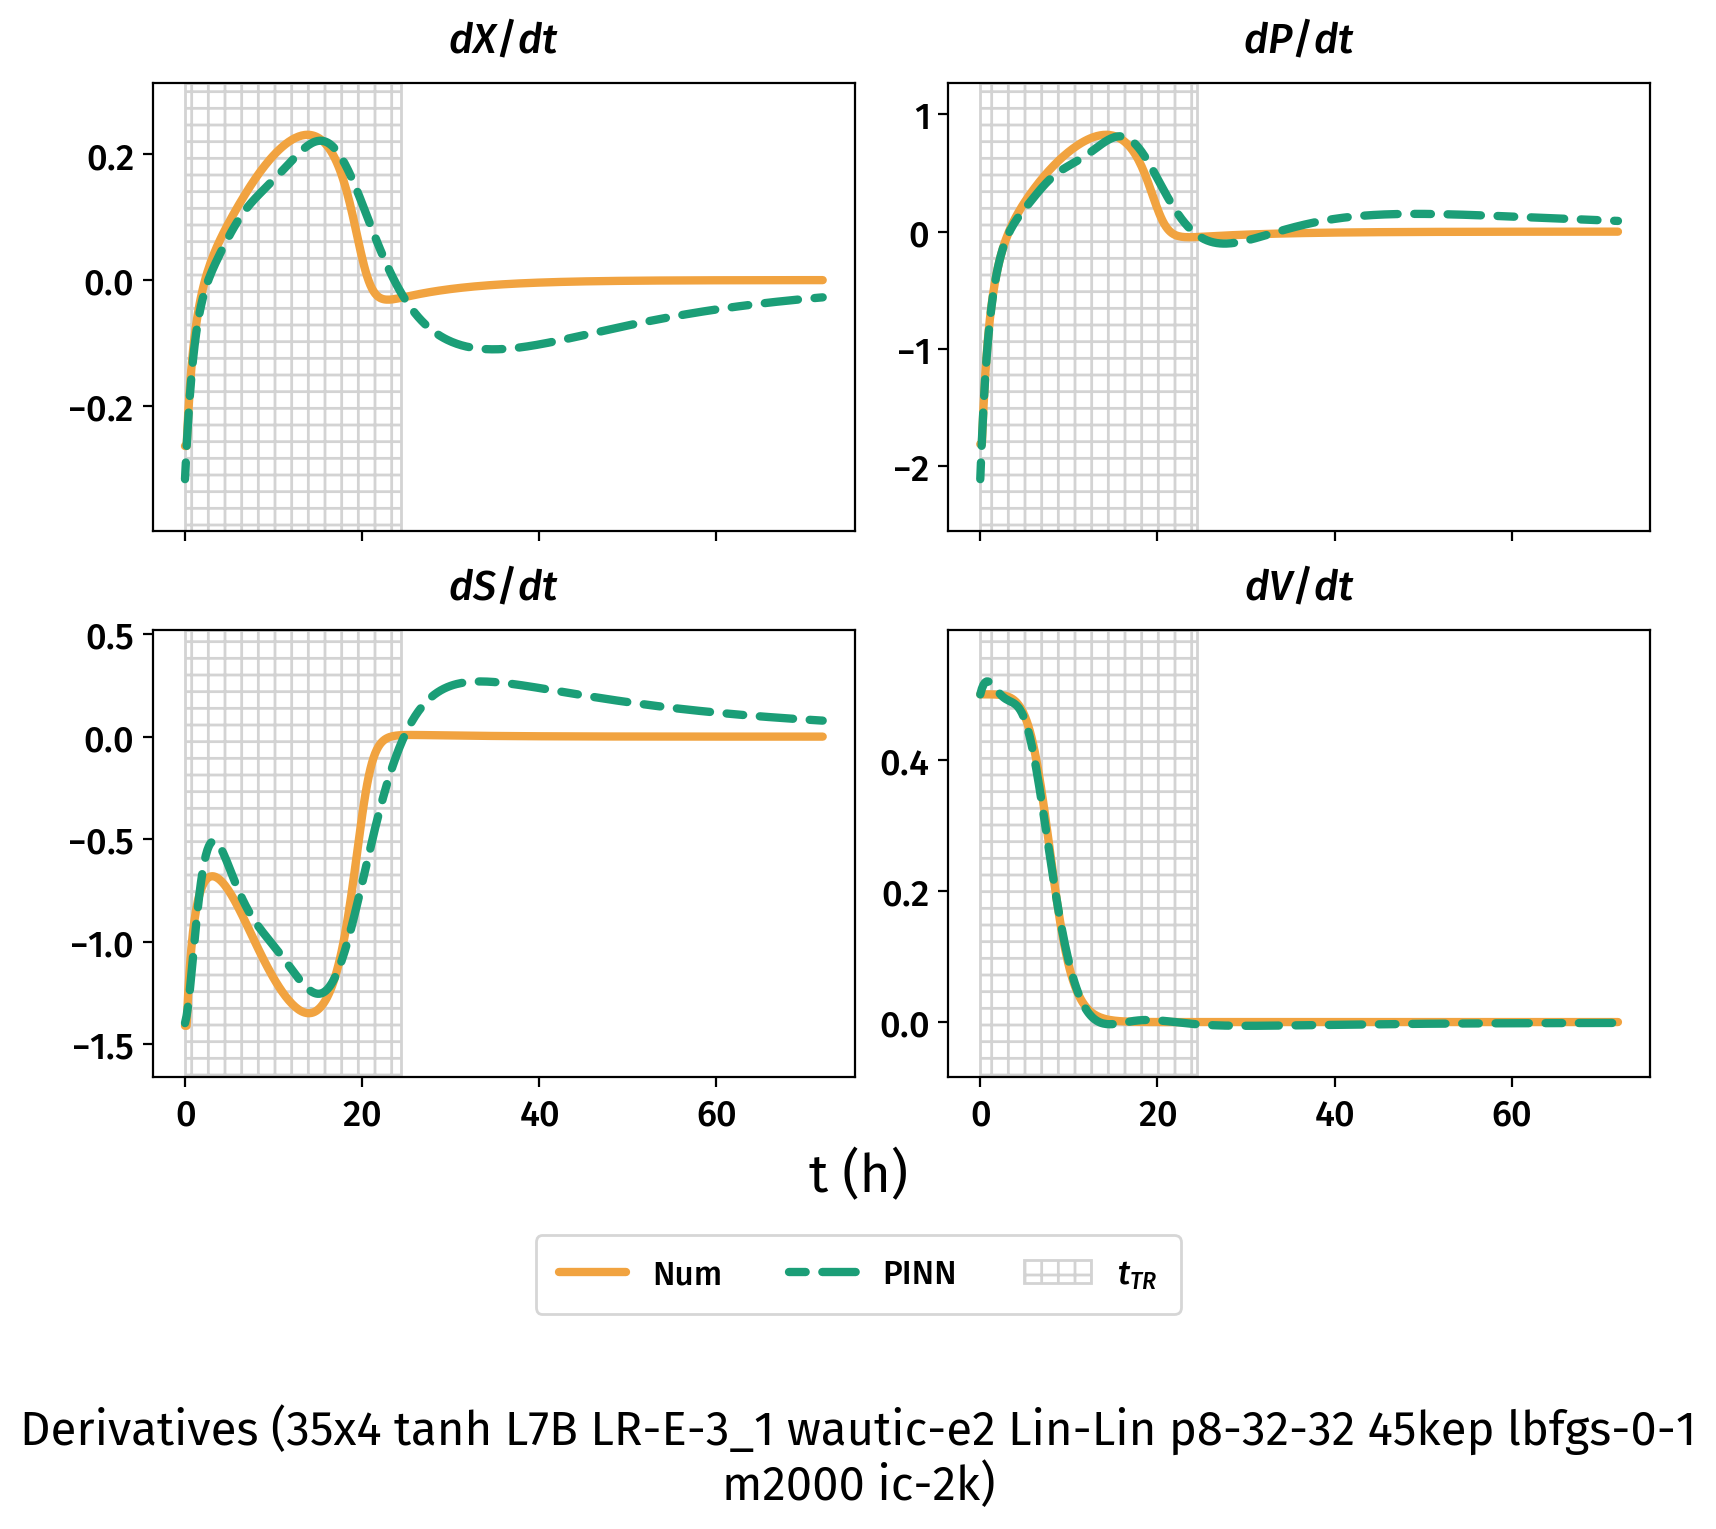 dX/dt
dP/dt
0.2
0.0
−0.2
1
0
−1
−2
dS/dt
dV/dt
0.5
0.0
−0.5
−1.0
−1.5
0.4
0.2
0.0
0 20 40 60
0 20 40 60
t (h)
Num PINN tTR
Derivatives (35x4 tanh L7B LR-E-3_1 wautic-e2 Lin-Lin p8-32-32 45kep lbfgs-0-1
m2000 ic-2k)